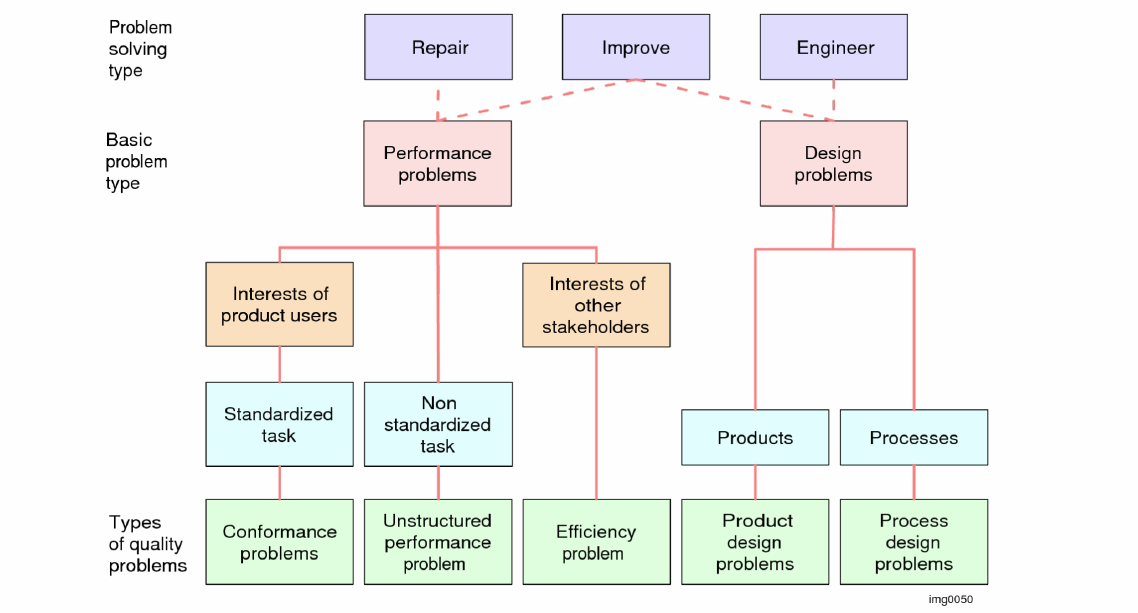 Problem
solving
type
Repair
Improve
Engineer
Basic
problem
type
Performance
problems
Design
problems
Interests of
product users
Interests of
other
stakeholders
Standardized
task
Non
standardized
task
Products
Processes
Types
of quality
problems
Conformance
problems
Unstructured
performance
problem
Efficiency
problem
Product
design
problems
Process
design
problems
img0050